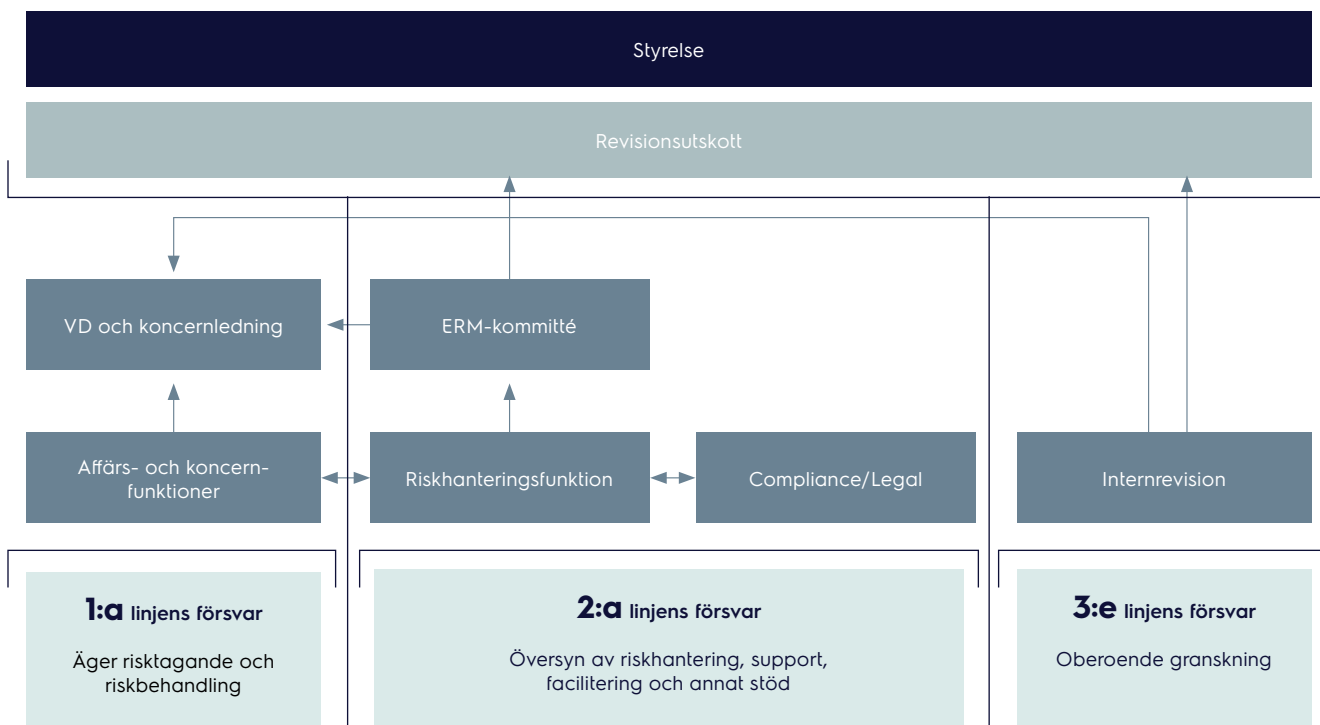 Styrelse
Revisionsutskott
VD och koncernledning
ERM-kommitté
Affärs- och koncern-
funktioner
Riskhanteringsfunktion
Compliance/Legal
Internrevision
1:a linjens försvar
Äger risktagande och
riskbehandling
2:a linjens försvar
Översyn av riskhantering, support,
facilitering och annat stöd
3:e linjens försvar
Oberoende granskning